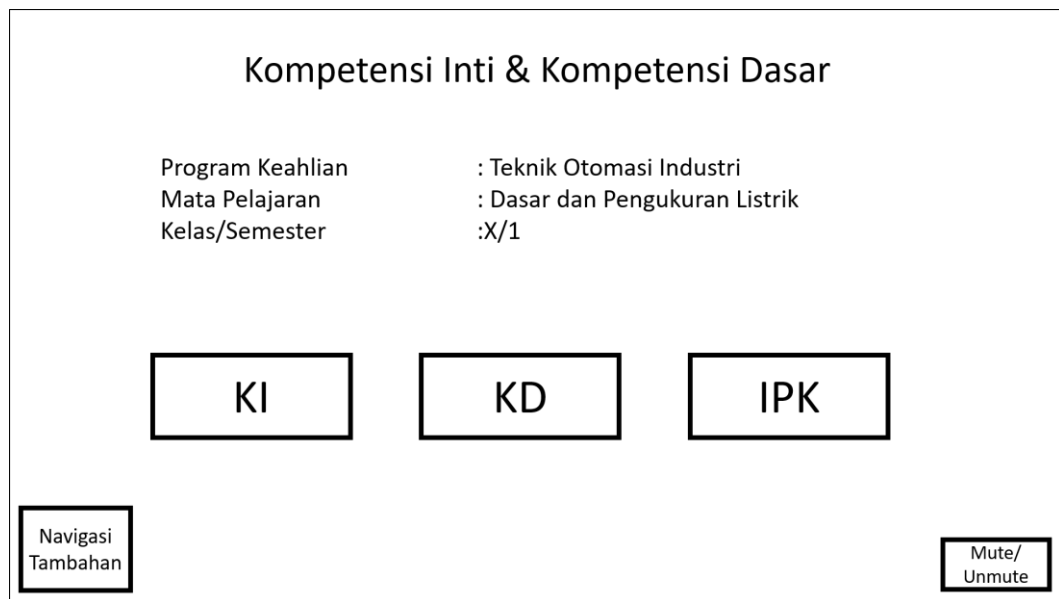 Kompetensi Inti & Kompetensi Dasar
Program Keahlian : Teknik Otomasi Industri
Mata Pelajaran : Dasar dan Pengukuran Listrik
Kelas/Semester :X/1
KI
KD
IPK
Navigasi
Tambahan
Mute/
Unmute